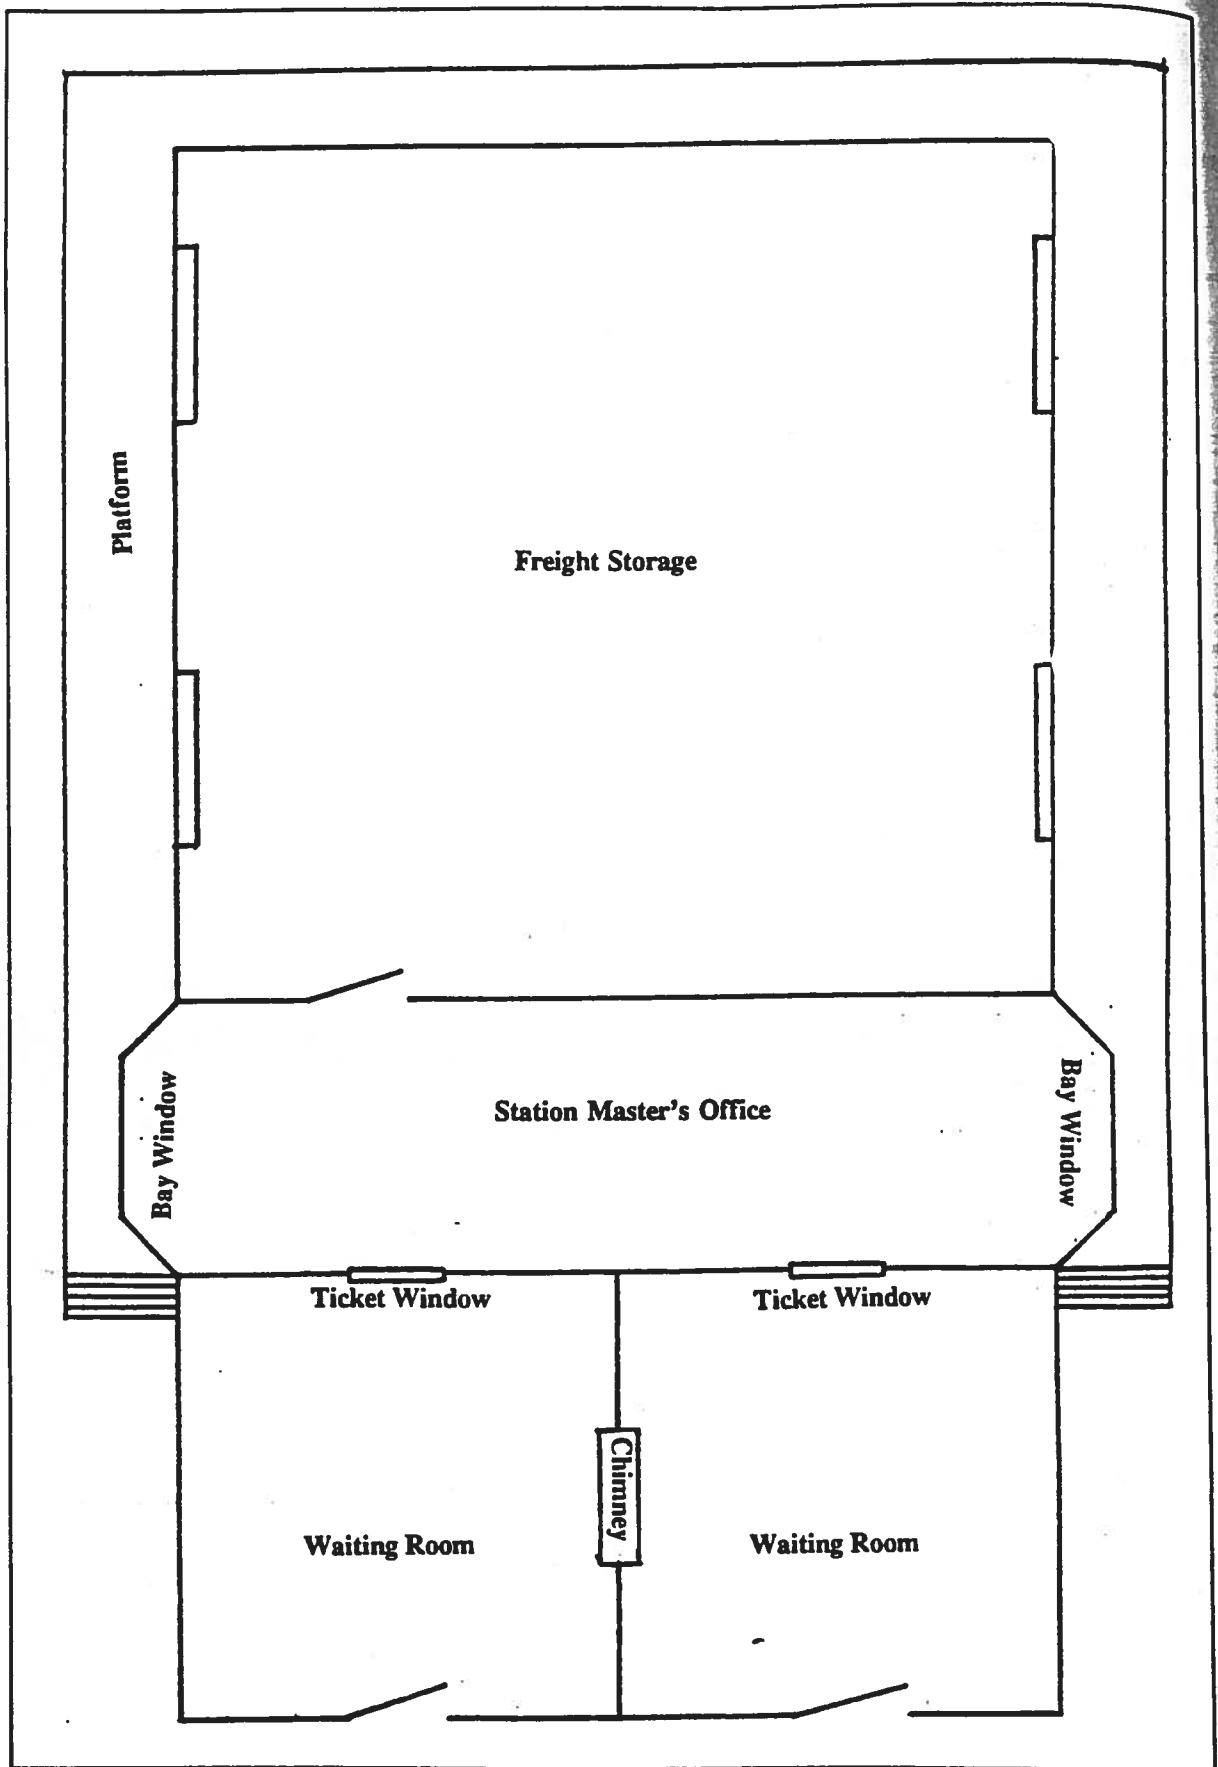 Platform
Freight Storage
Station Master's Office
Bay Window
Bay Window
Ticket Window
Ticket Window
Chimney
Waiting Room
Waiting Room